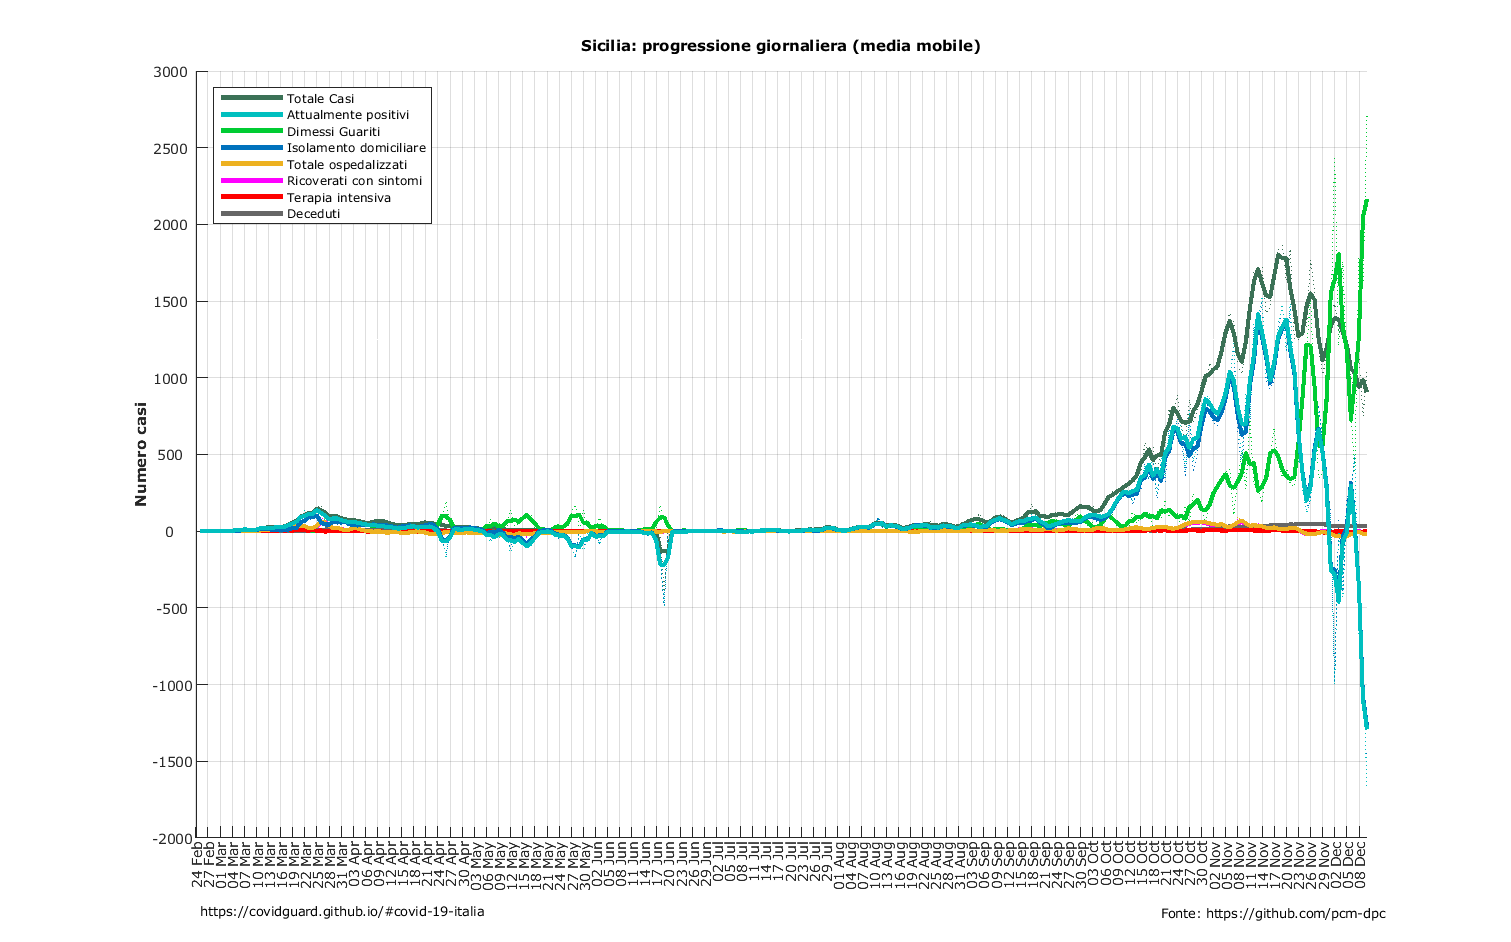 Sicilia: progressione giornaliera (media mobile)
3000
2500
2000
1500
1000
500
0
-500
-1000
-1500
-2000
Numero casi
Totale Casi
Attualmente positivi
Dimessi Guariti
Isolamento domiciliare
Totale ospedalizzati
Ricoverati con sintomi
Terapia intensiva
Deceduti
24 Feb
27 Feb
01 Mar
04 Mar
07 Mar
10 Mar
13 Mar
16 Mar
19 Mar
22 Mar
25 Mar
28 Mar
31 Mar
03 Apr
06 Apr
09 Apr
12 Apr
15 Apr
18 Apr
21 Apr
24 Apr
27 Apr
30 Apr
03 May
06 May
09 May
12 May
15 May
18 May
21 May
24 May
27 May
30 May
02 Jun
05 Jun
08 Jun
11 Jun
14 Jun
17 Jun
20 Jun
23 Jun
26 Jun
29 Jun
02 Jul
05 Jul
08 Jul
11 Jul
14 Jul
17 Jul
20 Jul
23 Jul
26 Jul
29 Jul
01 Aug
04 Aug
07 Aug
10 Aug
13 Aug
16 Aug
19 Aug
22 Aug
25 Aug
28 Aug
31 Aug
03 Sep
06 Sep
09 Sep
12 Sep
15 Sep
18 Sep
21 Sep
24 Sep
27 Sep
30 Sep
03 Oct
06 Oct
09 Oct
12 Oct
15 Oct
18 Oct
21 Oct
24 Oct
27 Oct
30 Oct
02 Nov
05 Nov
08 Nov
11 Nov
14 Nov
17 Nov
20 Nov
23 Nov
26 Nov
29 Nov
02 Dec
05 Dec
08 Dec
https://covidguard.github.io/#covid-19-italia
Fonte: https://github.com/pcm-dpc